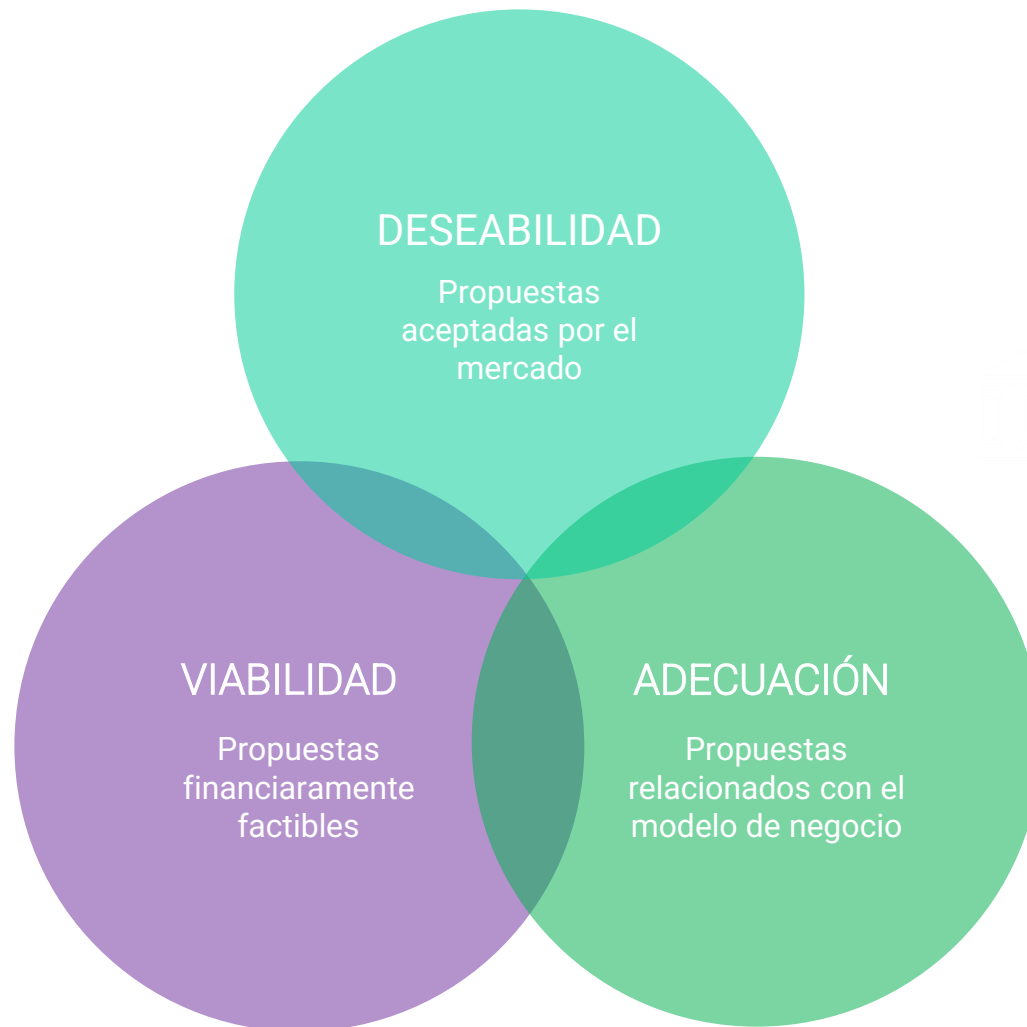 DESEABILIDAD
Propuestas
aceptadas por el
mercado
VIABILIDAD
Propuestas
financiaramente
factibles
ADECUACIÓN
Propuestas
relacionados con el
modelo de negocio